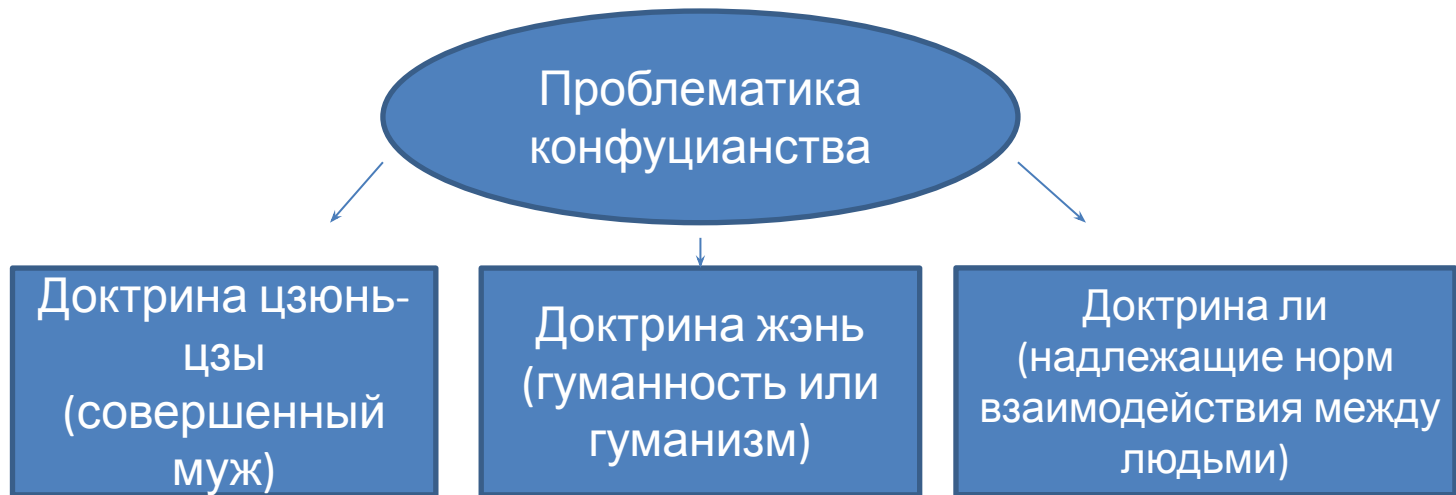 Проблематика
конфуцианства
Доктрина цзюнь-
цзы
(совершенный
муж)
Доктрина жэнь
(гуманность или
гуманизм)
Доктрина ли
(надлежащие норм
взаимодействия между
людьми)